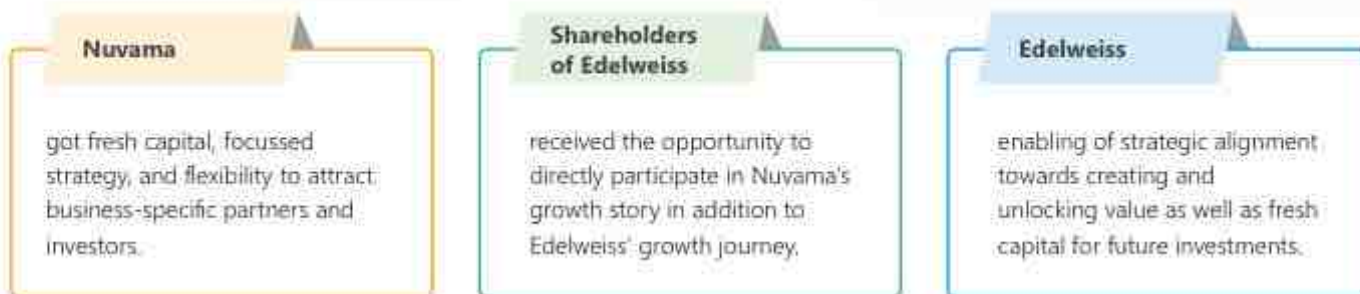 Nuvama
got fresh capital, focussed
strategy, and flexibility to attract
business-specific partners and
investors.
Shareholders
of Edelweiss
received the opportunity to
directly participate in Nuvama's
growth story in addition to
Edelweiss' growth journey.
Edelweiss
enabling of strategic alignment
towards creating and
unlocking value as well as fresh
capital for future investments.